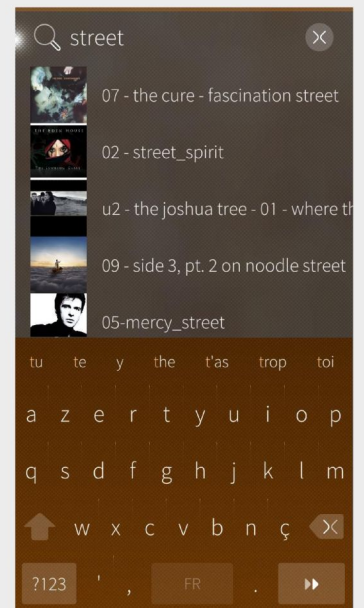 street
07 - the cure - fascination street
02 - street_spirit
u2 - the joshua tree - 01 - where th
09 - side 3, pt. 2 on noodle street
05-mercy_street
tu te y the t'as trop toi
a z e r t y u i o p
q s d f g h j k l m
w x c v b n ç
?123 ' , FR .